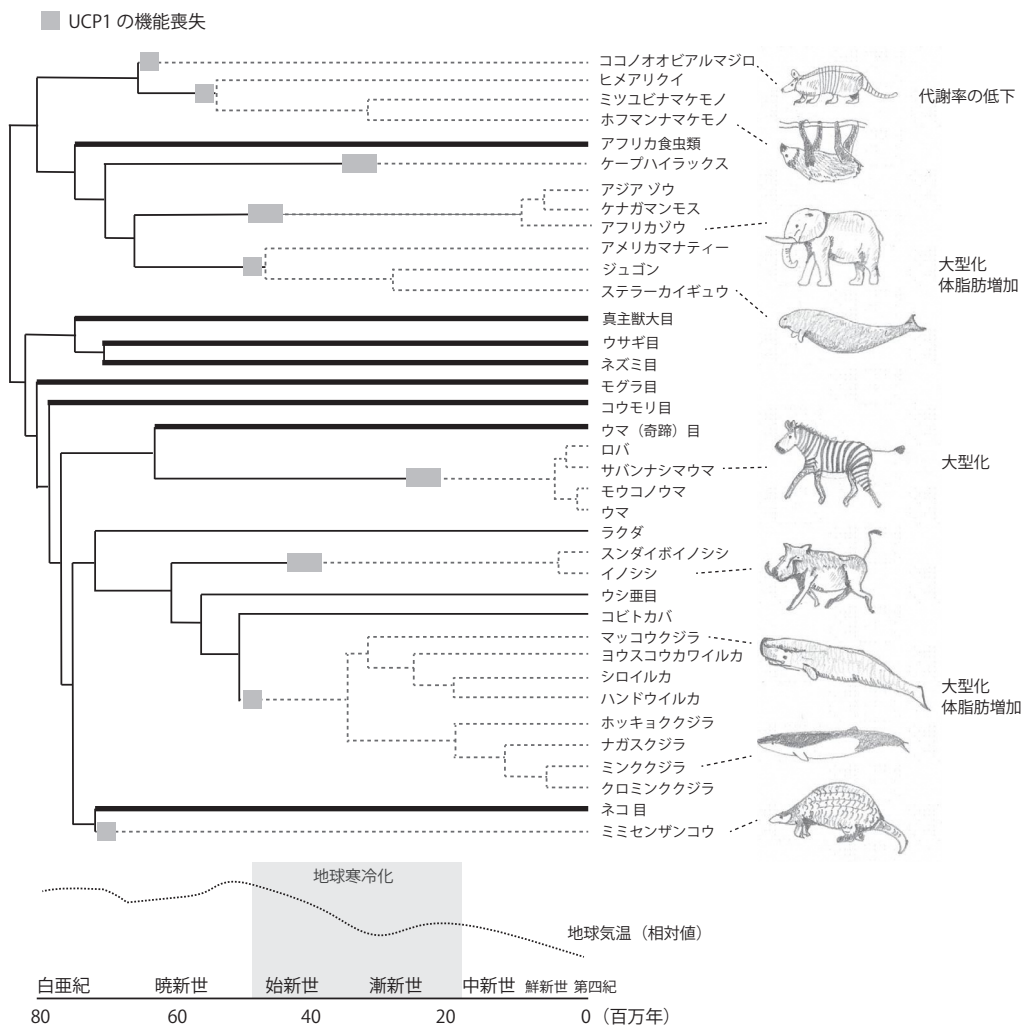 UCP1 の機能喪失
ココノオオビアルマジロ
ヒメアリクイ
ミツユビナマケモノ
ホフマンナマケモノ
代謝率の低下
アフリカ食虫類
ケープハイラックス
アジア ゾウ
ケナガマンモス
アフリカゾウ
アメリカマナティー
ジュゴン
ステラーカイギュウ
大型化
体脂肪増加
真主獣大目
ウサギ目
ネズミ目
モグラ目
コウモリ目
ウマ（奇蹄）目
ロバ
サバンナシマウマ
モウコノウマ
ウマ
大型化
ラクダ
スンダイボイノシシ
イノシシ
ウシ亜目
コビトカバ
マッコウクジラ
ヨウスコウカワイルカ
シロイルカ
ハンドウイルカ
大型化
体脂肪増加
ホッキョククジラ
ナガスクジラ
ミンククジラ
クロミンククジラ
ネコ 目
ミミセンザンコウ
地球寒冷化
地球気温（相対値）
白亜紀 暁新世 始新世 漸新世 中新世 鮮新世 第四紀
80 60 40 20 0（百万年）